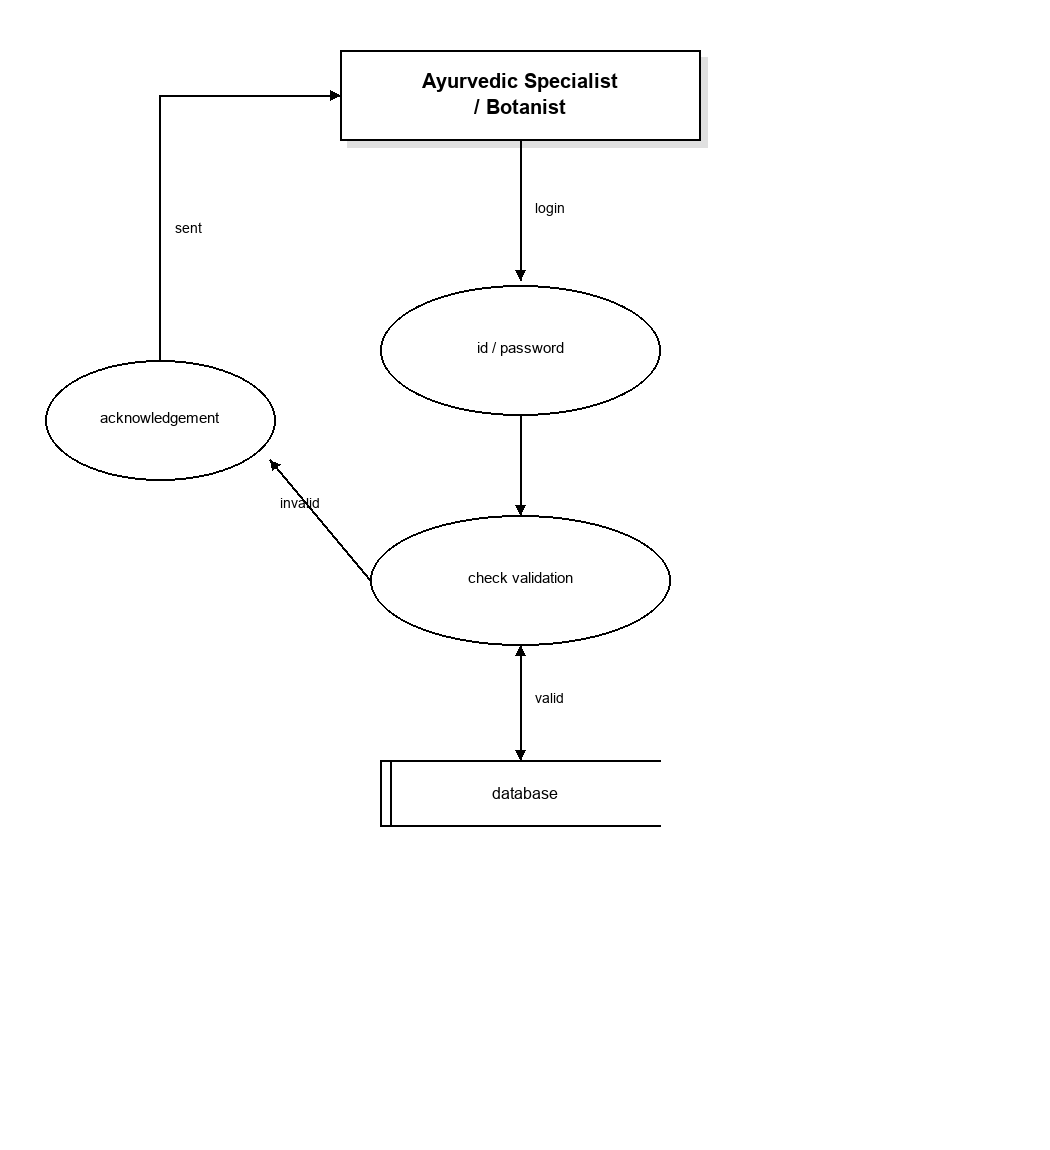 Ayurvedic Specialist
/ Botanist
login
sent
id / password
acknowledgement
invalid
check validation
valid
database